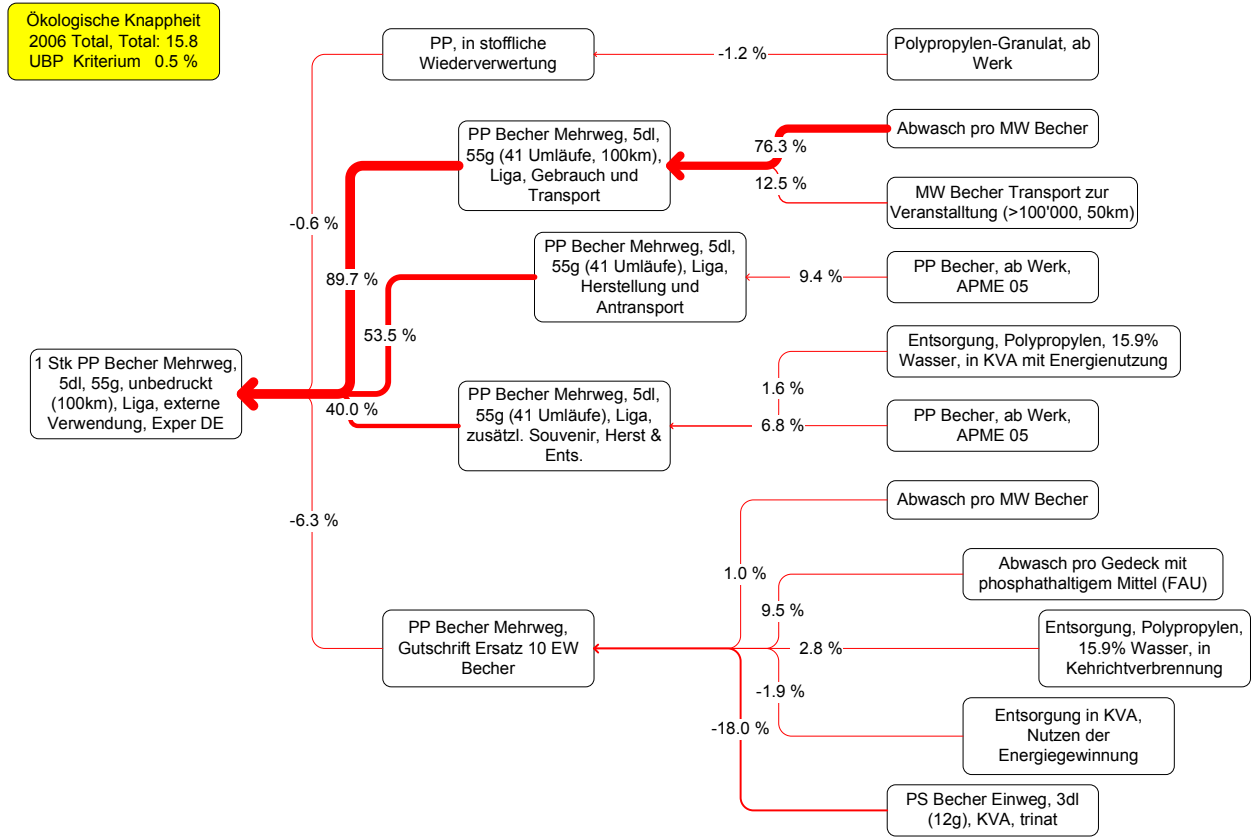 Ökologische Knappheit
2006 Total, Total: 15.8
UBP Kriterium 0.5 %
PP, in stoffliche
Wiederverwertung
-1.2 %
Polypropylen-Granulat, ab
Werk
PP Becher Mehrweg, 5dl,
55g (41 Umläufe, 100km),
Liga, Gebrauch und
Transport
76.3 %
Abwasch pro MW Becher
12.5 %
MW Becher Transport zur
Veranstalltung (>100'000, 50km)
-0.6 %
89.7 %
PP Becher Mehrweg, 5dl,
55g (41 Umläufe), Liga,
Herstellung und
Antransport
9.4 %
PP Becher, ab Werk,
APME 05
53.5 %
1 Stk PP Becher Mehrweg,
5dl, 55g, unbedruckt
(100km), Liga, externe
Verwendung, Exper DE
40.0 %
PP Becher Mehrweg, 5dl,
55g (41 Umläufe), Liga,
zusätzl. Souvenir, Herst &
Ents.
1.6 %
Entsorgung, Polypropylen, 15.9%
Wasser, in KVA mit Energienutzung
6.8 %
PP Becher, ab Werk,
APME 05
-6.3 %
PP Becher Mehrweg,
Gutschrift Ersatz 10 EW
Becher
1.0 %
Abwasch pro MW Becher
9.5 %
Abwasch pro Gedeck mit
phosphathaltigem Mittel (FAU)
2.8 %
Entsorgung, Polypropylen,
15.9% Wasser, in
Kehrichtverbrennung
-1.9 %
Entsorgung in KVA,
Nutzen der
Energiegewinnung
-18.0 %
PS Becher Einweg, 3dl
(12g), KVA, trinat